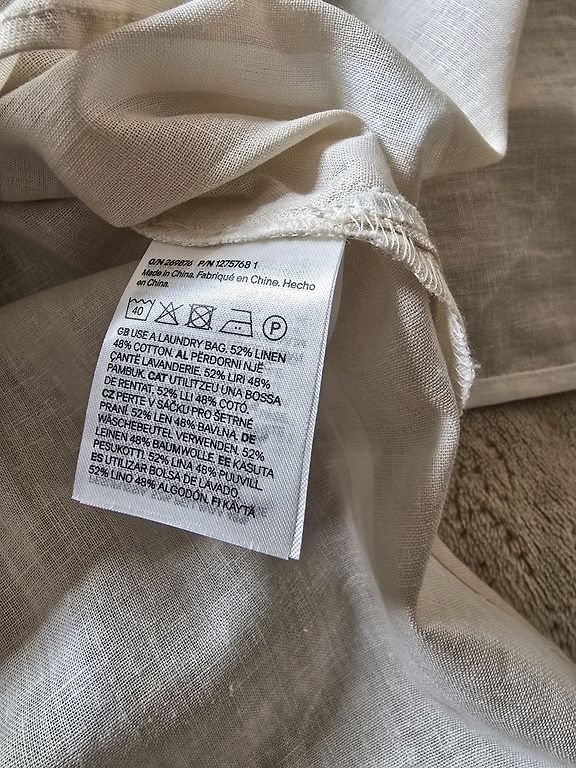 O/N 269876 P/N 1275768 1
Made in China. Fabriqué en Chine. Hecho
en China.
40 P
GB USE A LAUNDRY BAG. 52% LINEN
48% COTTON. AL PËRDORNI NJË
ÇANTË LAVANDERIE. 52% LIRI 48%
PAMBUK. CAT UTILITZEU UNA BOSSA
DE RENTAT. 52% LLI 48% COTÓ.
CZ PERTE V SÁČKU PRO ŠETRNÉ
PRANÍ. 52% LEN 48% BAVLNA. DE
WÄSCHEBEUTEL VERWENDEN. 52%
LEINEN 48% BAUMWOLLE. EE KASUTA
PESUKOTTI. 52% LINA 48% PUUVILL.
ES UTILIZAR BOLSA DE LAVADO.
52% LINO 48% ALGODÓN. FI KÄYTÄ